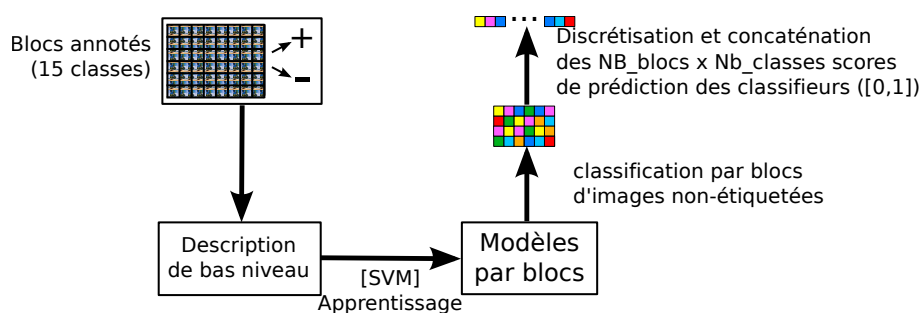 Blocs annotés
(15 classes)
+
-
...
Discrétisation et concaténation
des NB_blocs x Nb_classes scores
de prédiction des classifieurs ([0,1])
classification par blocs
d'images non-étiquetées
Description
de bas niveau
[SVM]
Apprentissage
Modèles
par blocs